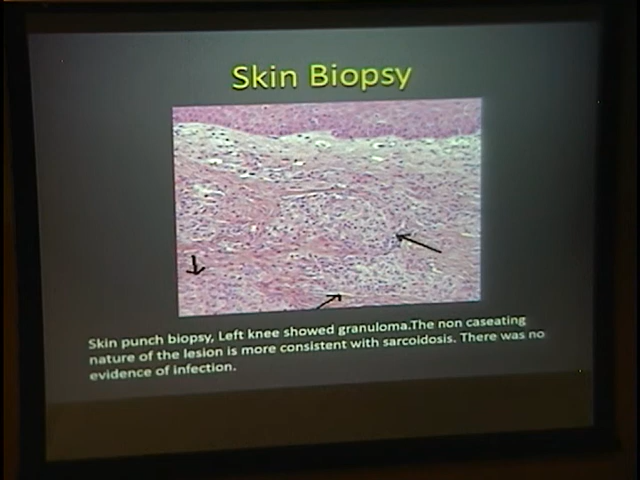 Skin Biopsy
Skin punch biopsy, Left knee showed granuloma.The non caseating
nature of the lesion is more consistent with sarcoidosis. There was no
evidence of infection.